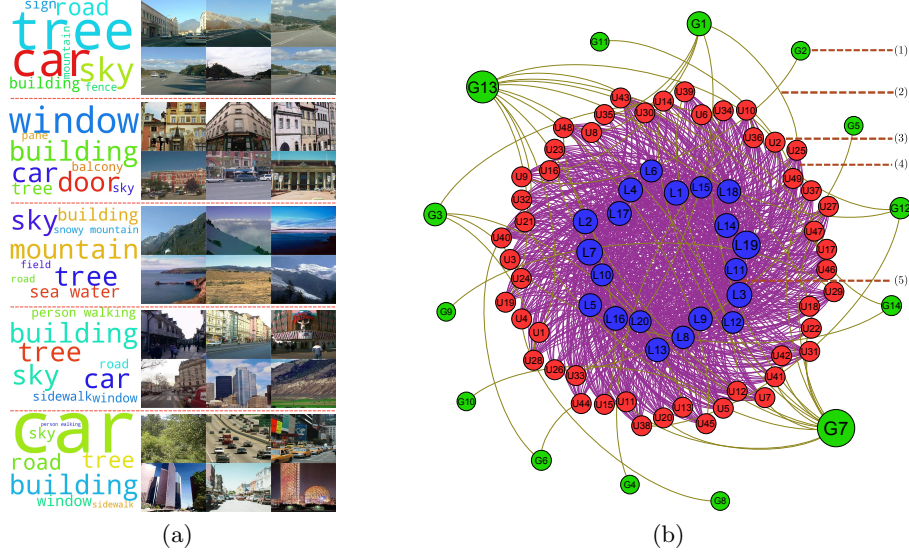 sign road
tree
mountain
car sky
building fence
window
pane
building
car balcony
tree door sky
sky building
snowy mountain
mountain
field
road tree
sea water
person walking
building
tree
road
sky car
sidewalk window
car
person walking
sky
road tree
building
window sidewalk
(a)
G1
G2 (1)
G11
G13 (2)
U39
U43 U14
U30 U6 U34 U10
U35
U48 U8 G5
U36 U2 (3)
U23 U25
U16 (4)
L6
U9 U49
L4 L1 L15 L18 U37
U32 U27
G3 L17 G12
U21 L2 L14
U40 U47
L7 L19 U17
U3
U24 L10 L11 U46
(5)
U29
L3
U19 L5 U18 G14
G9 U4 L16 L20 L9 L12
U1 U22
L8
L13 U31
U28 U42
U26 U33 U41
U12
G10 U44 U15 U11 U13 U5 U7
U20
U38 U45 G7
G6
G4
G8
(b)